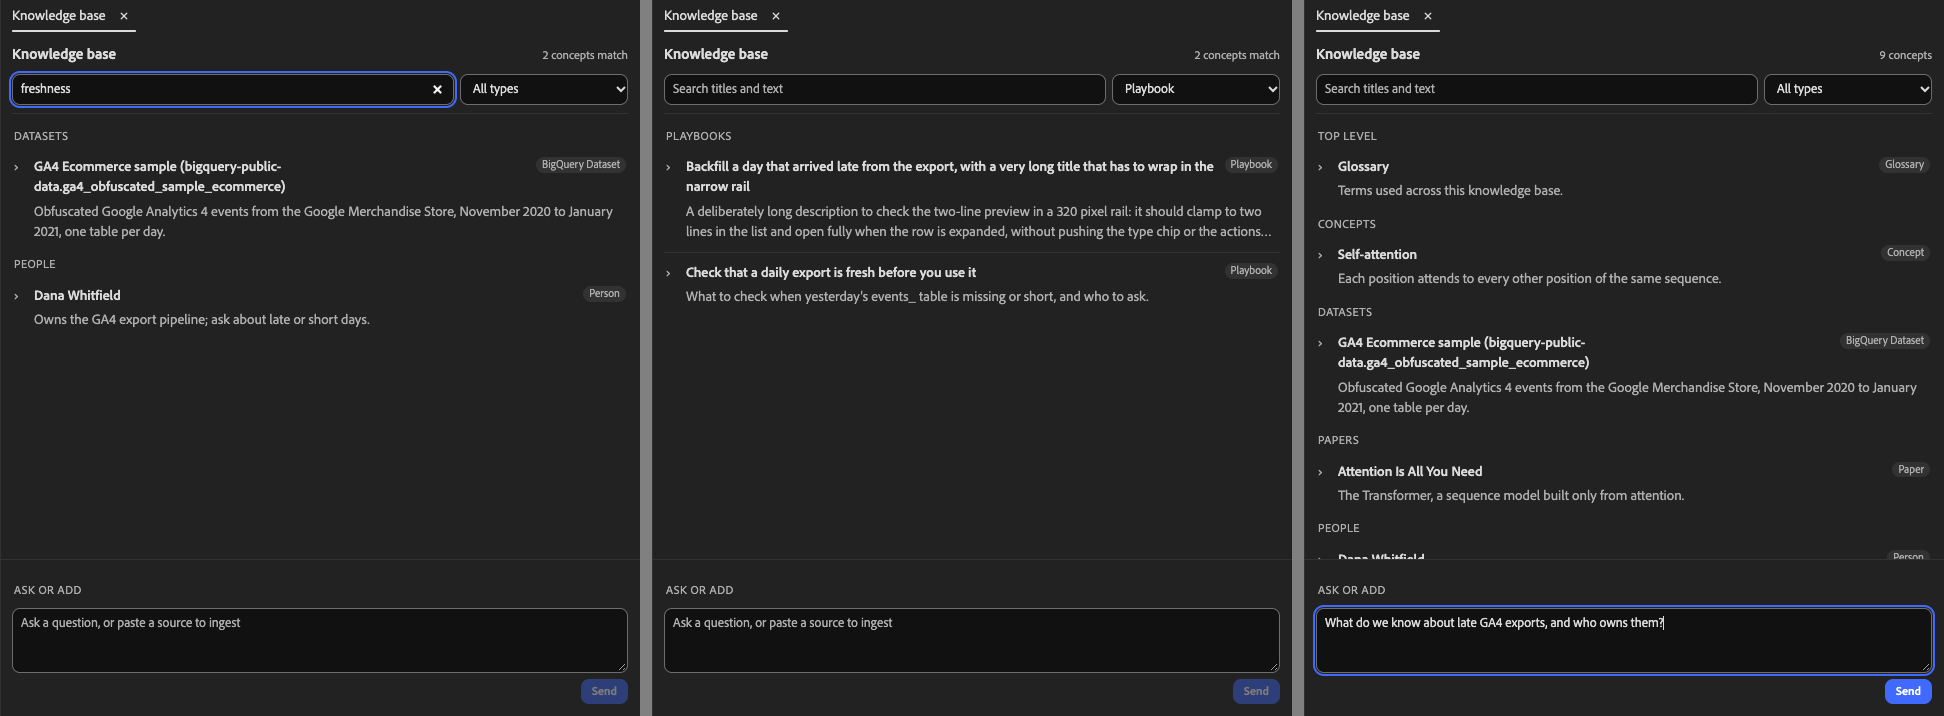 Knowledge base ×
Knowledge base
2 concepts match
freshness
All types
DATASETS
GA4 Ecommerce sample (bigquery-public-
data.ga4_obfuscated_sample_ecommerce)
BigQuery Dataset
Obfuscated Google Analytics 4 events from the Google Merchandise Store, November 2020 to January
2021, one table per day.
PEOPLE
Dana Whitfield
Person
Owns the GA4 export pipeline; ask about late or short days.
ASK OR ADD
Ask a question, or paste a source to ingest
Send
Knowledge base ×
Knowledge base
2 concepts match
Search titles and text
Playbook
PLAYBOOKS
Backfill a day that arrived late from the export, with a very long title that has to wrap in the
narrow rail
Playbook
A deliberately long description to check the two-line preview in a 320 pixel rail: it should clamp to two
lines in the list and open fully when the row is expanded, without pushing the type chip or the actions…
Check that a daily export is fresh before you use it
Playbook
What to check when yesterday's events_ table is missing or short, and who to ask.
ASK OR ADD
Ask a question, or paste a source to ingest
Send
Knowledge base ×
Knowledge base
9 concepts
Search titles and text
All types
TOP LEVEL
Glossary
Glossary
Terms used across this knowledge base.
CONCEPTS
Self-attention
Concept
Each position attends to every other position of the same sequence.
DATASETS
GA4 Ecommerce sample (bigquery-public-
data.ga4_obfuscated_sample_ecommerce)
BigQuery Dataset
Obfuscated Google Analytics 4 events from the Google Merchandise Store, November 2020 to January
2021, one table per day.
PAPERS
Attention Is All You Need
Paper
The Transformer, a sequence model built only from attention.
PEOPLE
Dana Whitfield
Person
ASK OR ADD
What do we know about late GA4 exports, and who owns them?
Send